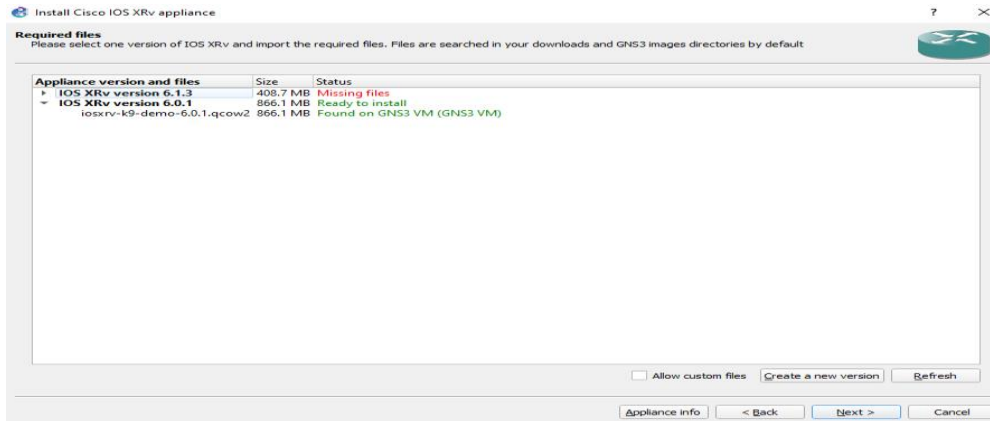 Install Cisco IOS XRv appliance
Required files
Please select one version of IOS XRv and import the required files. Files are searched in your downloads and GNS3 images directories by default
Appliance version and files Size Status
IOS XRv version 6.1.3 408.7 MB Missing files
IOS XRv version 6.0.1 866.1 MB Ready to install
iosxrv-k9-demo-6.0.1.qcow2 866.1 MB Found on GNS3 VM (GNS3 VM)
Allow custom files Create a new version Refresh
Appliance info < Back Next > Cancel